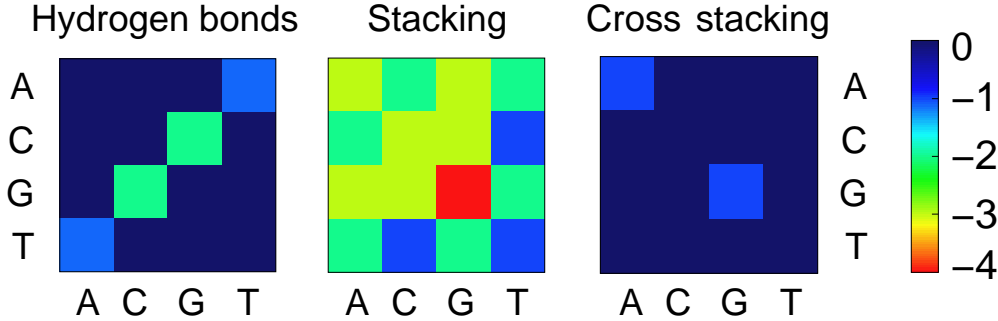 Hydrogen bonds Stacking Cross stacking
A A 0
C C −1
G G −2
T T −3
A C G T A C G T A C G T −4